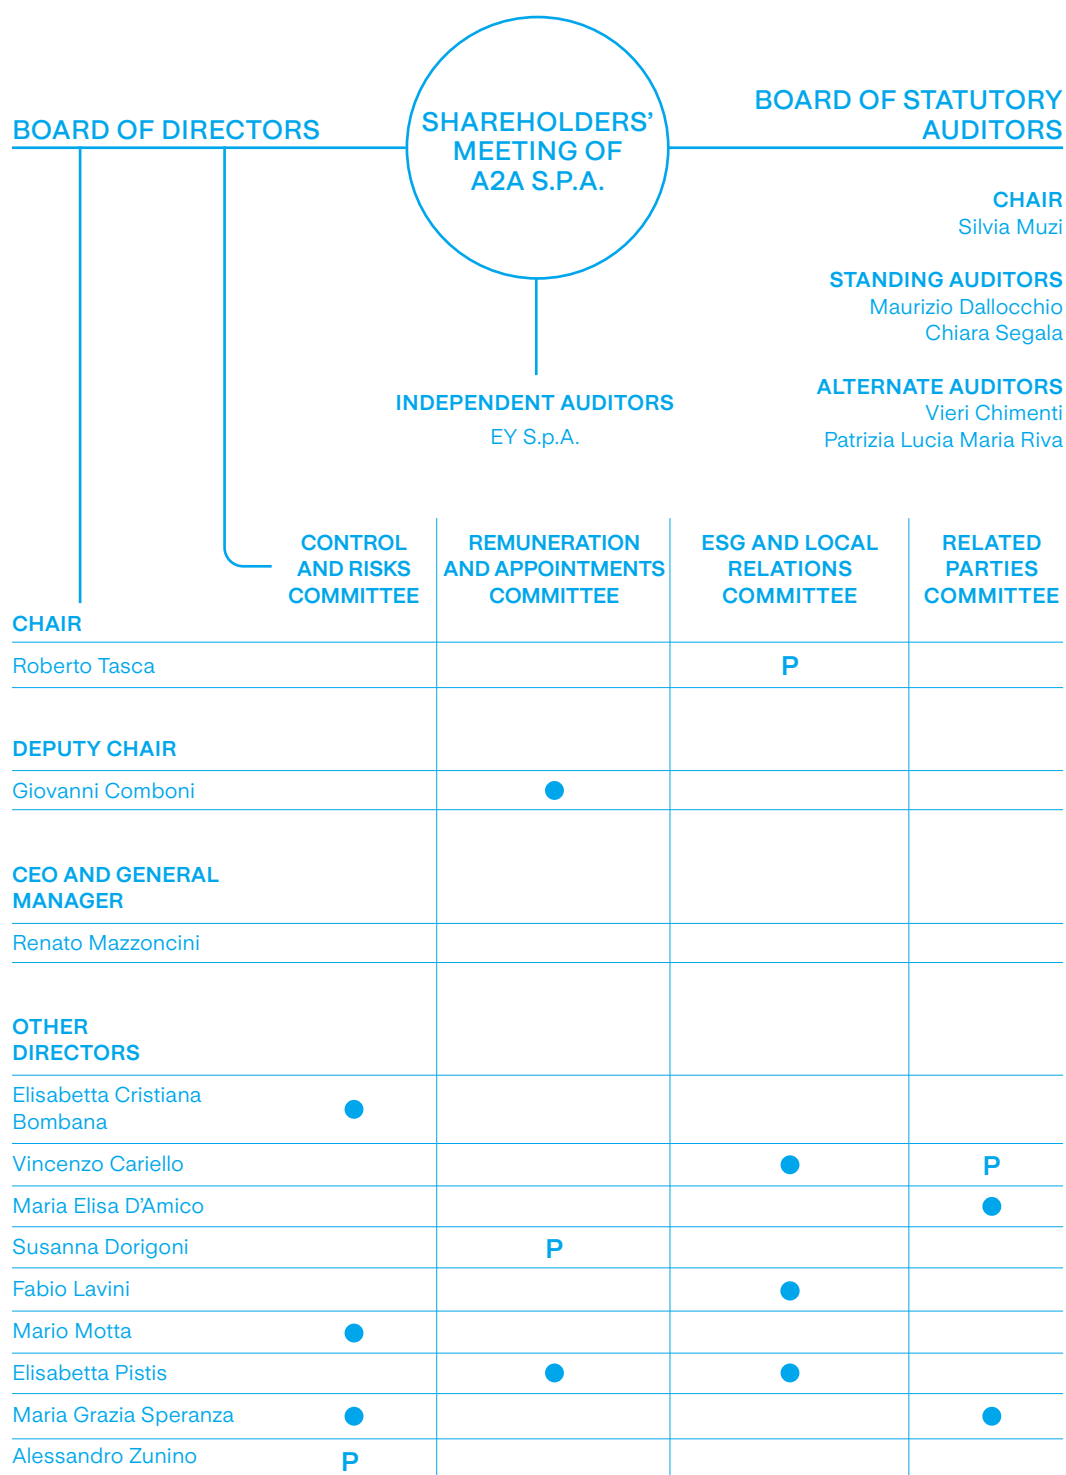 SHAREHOLDERS’
MEETING OF
A2A S.P.A.
BOARD OF DIRECTORS
BOARD OF STATUTORY
AUDITORS
CHAIR
Silvia Muzi
STANDING AUDITORS
Maurizio Dallocchio
Chiara Segala
ALTERNATE AUDITORS
Vieri Chimenti
Patrizia Lucia Maria Riva
INDEPENDENT AUDITORS
EY S.p.A.
CONTROL
AND RISKS
COMMITTEE
REMUNERATION
AND APPOINTMENTS
COMMITTEE
ESG AND LOCAL
RELATIONS
COMMITTEE
RELATED
PARTIES
COMMITTEE
CHAIR
Roberto Tasca P
DEPUTY CHAIR
Giovanni Comboni ●
CEO AND GENERAL
MANAGER
Renato Mazzoncini
OTHER
DIRECTORS
Elisabetta Cristiana
Bombana ●
Vincenzo Cariello ● P
Maria Elisa D’Amico ●
Susanna Dorigoni P
Fabio Lavini ●
Mario Motta ●
Elisabetta Pistis ● ●
Maria Grazia Speranza ● ●
Alessandro Zunino P